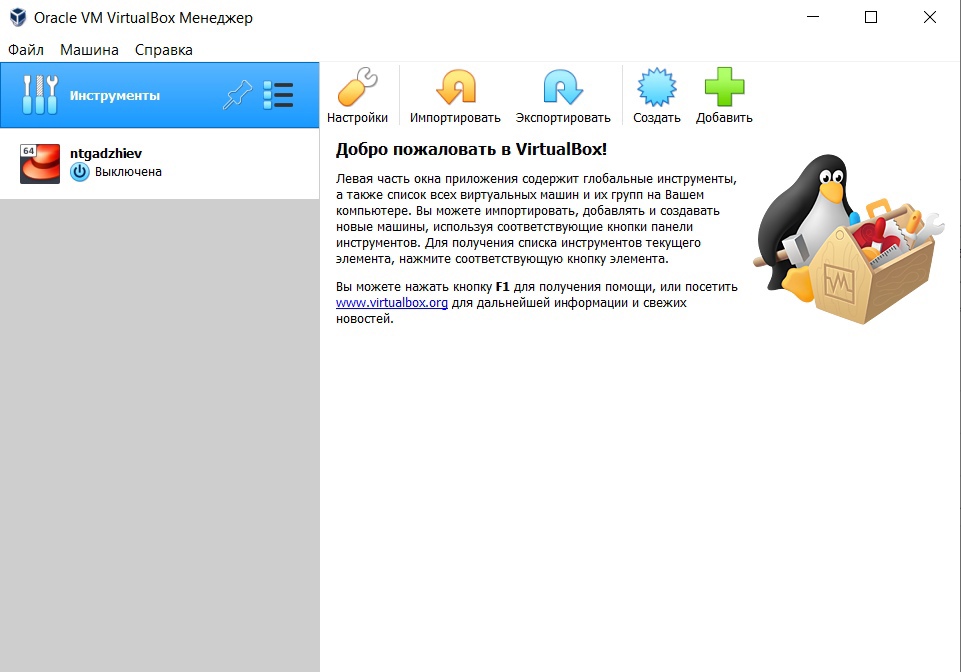 Oracle VM VirtualBox Менеджер
Файл Машина Справка
Инструменты
Настройки Импортировать Экспортировать Создать Добавить
64
ntgadzhiev
Выключена
Добро пожаловать в VirtualBox!
Левая часть окна приложения содержит глобальные инструменты,
а также список всех виртуальных машин и их групп на Вашем
компьютере. Вы можете импортировать, добавлять и создавать
новые машины, используя соответствующие кнопки панели
инструментов. Для получения списка инструментов текущего
элемента, нажмите соответствующую кнопку элемента.
Вы можете нажать кнопку F1 для получения помощи, или посетить
www.virtualbox.org для дальнейшей информации и свежих
новостей.